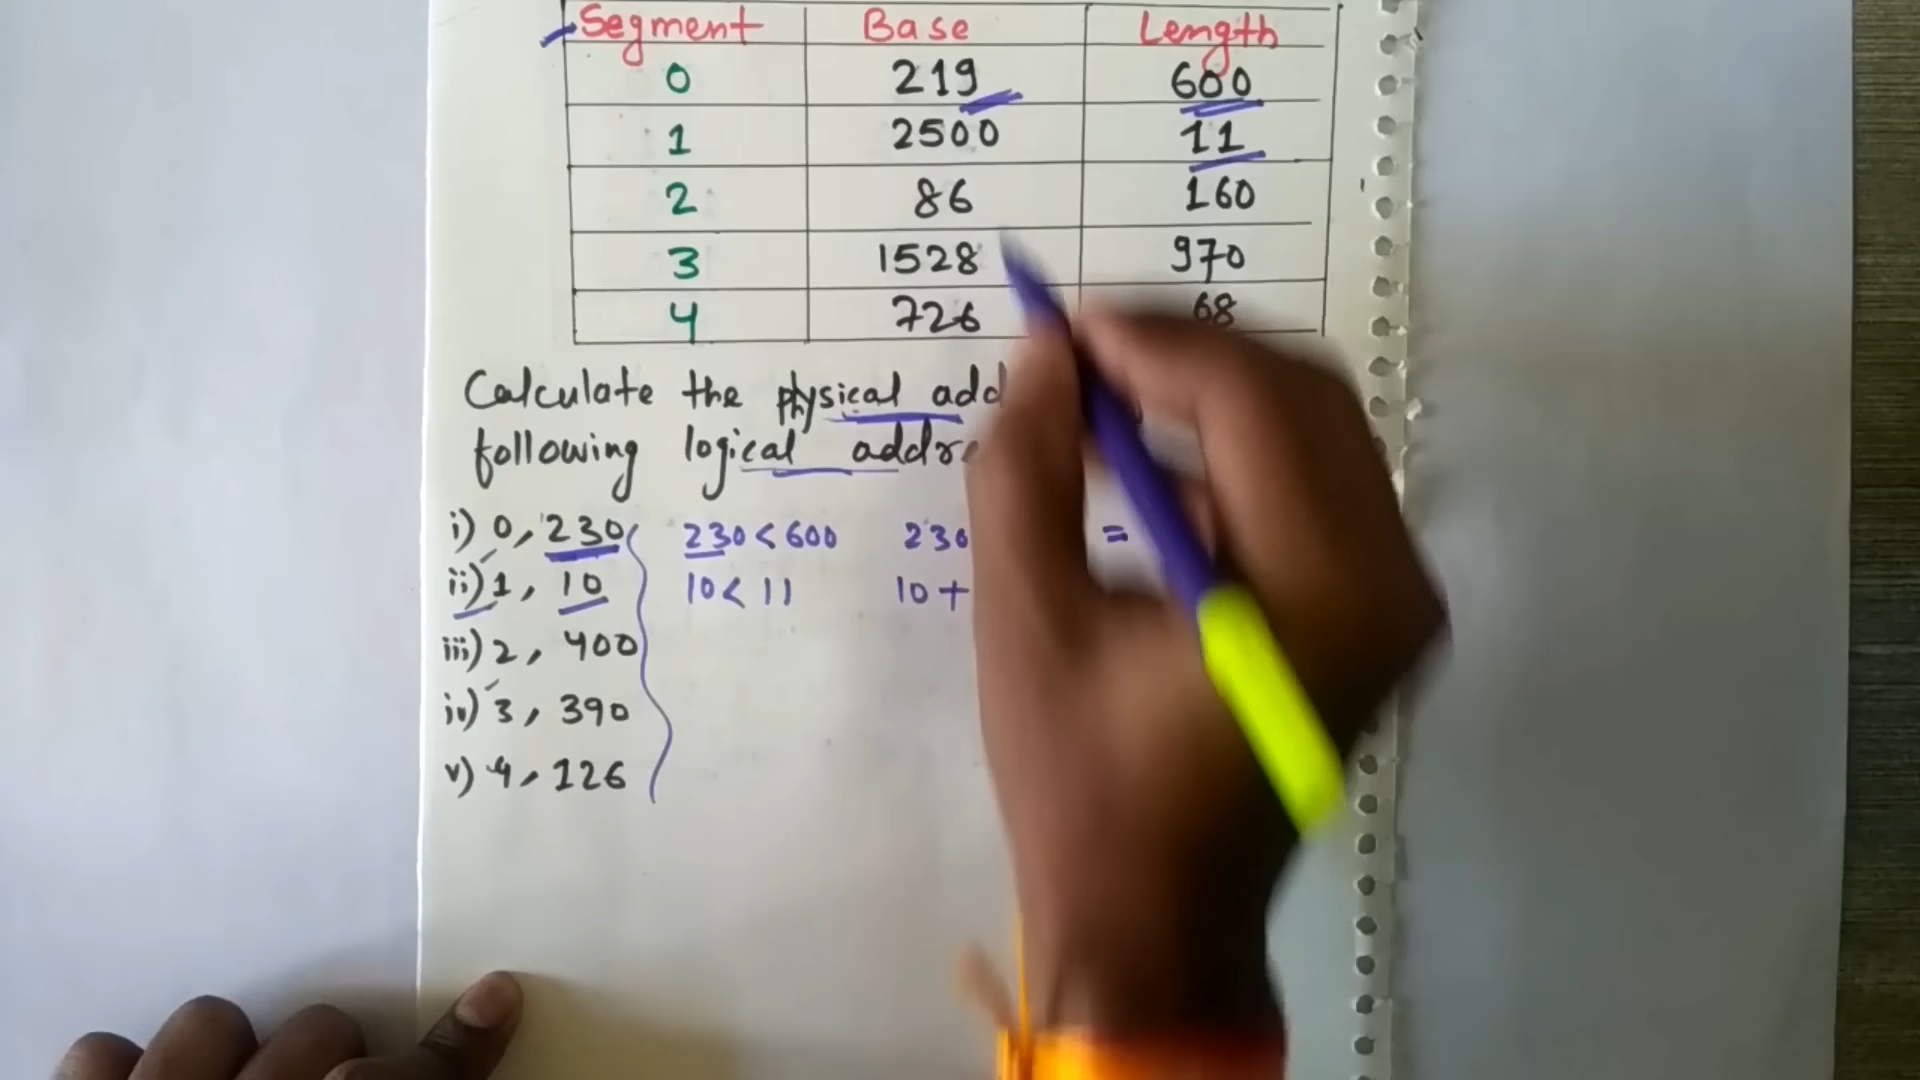 Segment Base Length
0 219 600
1 2500 11
2 86 160
3 1528 970
4 726 68
Calculate the physical
following logical
i) 0, 230 230 < 600 230 =
ii) 1, 10 10 < 11 10 +
iii) 2, 400
iv) 3, 390
v) 4, 126